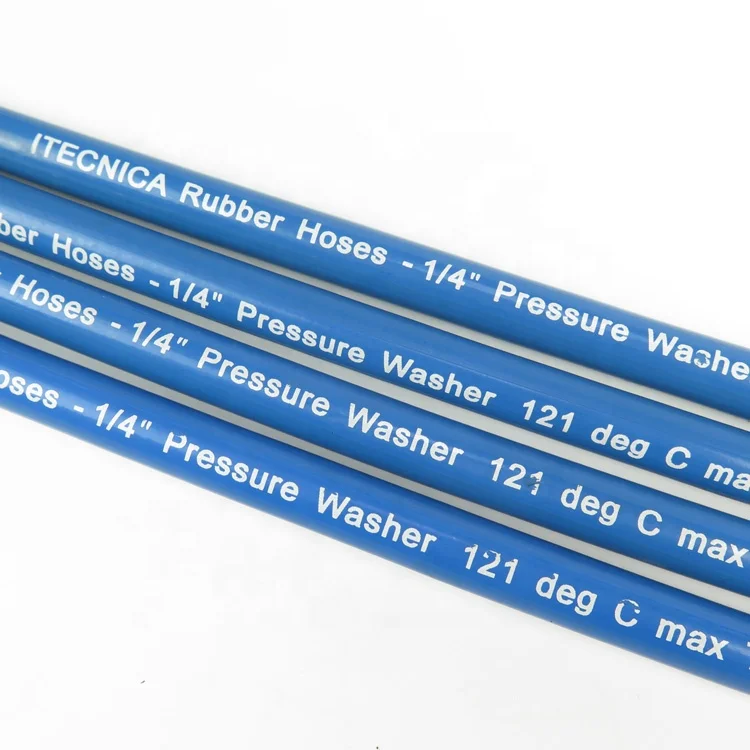 ITECNICA Rubber Hoses - 1/4" Pressure Washe
ber Hoses - 1/4" Pressure Washer 121 deg C ma
Hoses - 1/4" Pressure Washer 121 deg C max
oses - 1/4" Pressure Washer 121 deg C max